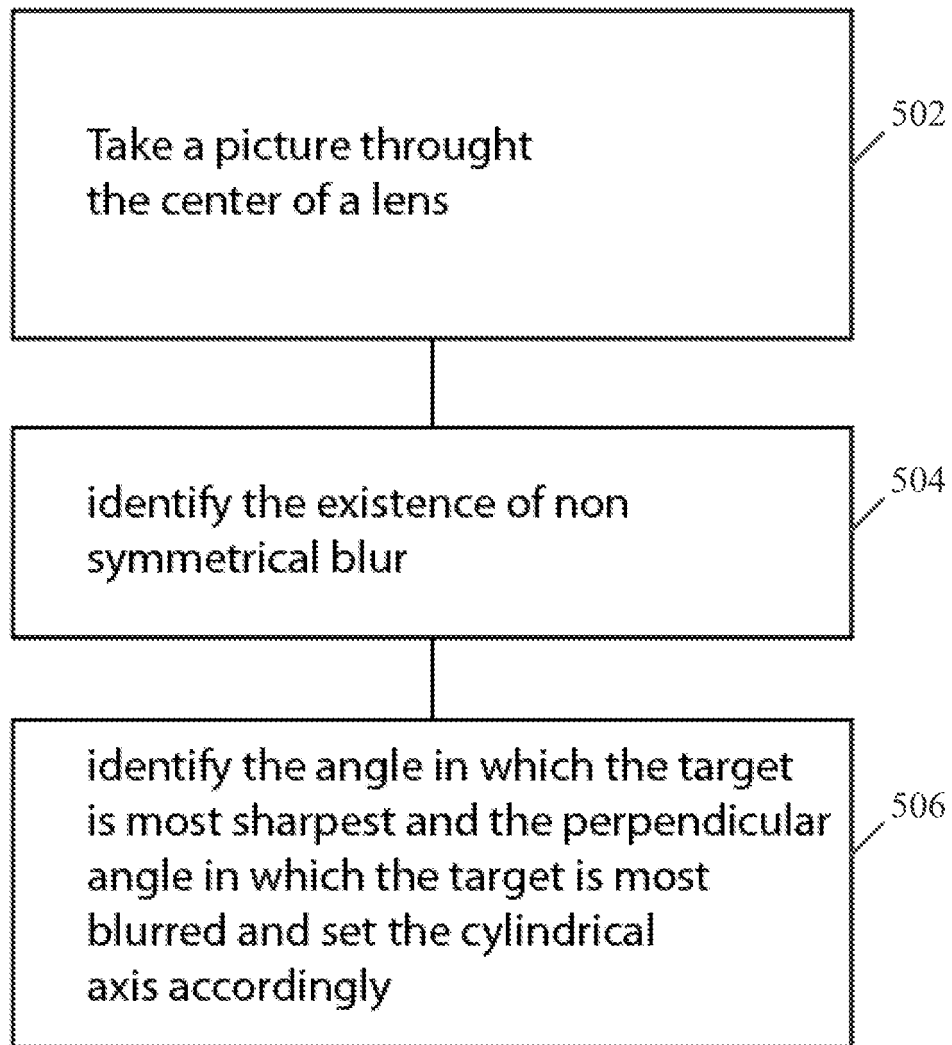 Take a picture throught
the center of a lens
502
identify the existence of non
symmetrical blur
504
identify the angle in which the target
is most sharpest and the perpendicular
angle in which the target is most
blurred and set the cylindrical
axis accordingly
506